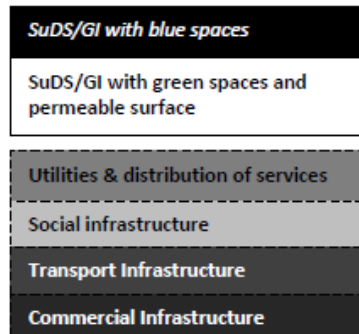 SuDS/GI with blue spaces
SuDS/GI with green spaces and
permeable surface
Utilities & distribution of services
Social infrastructure
Transport Infrastructure
Commercial Infrastructure